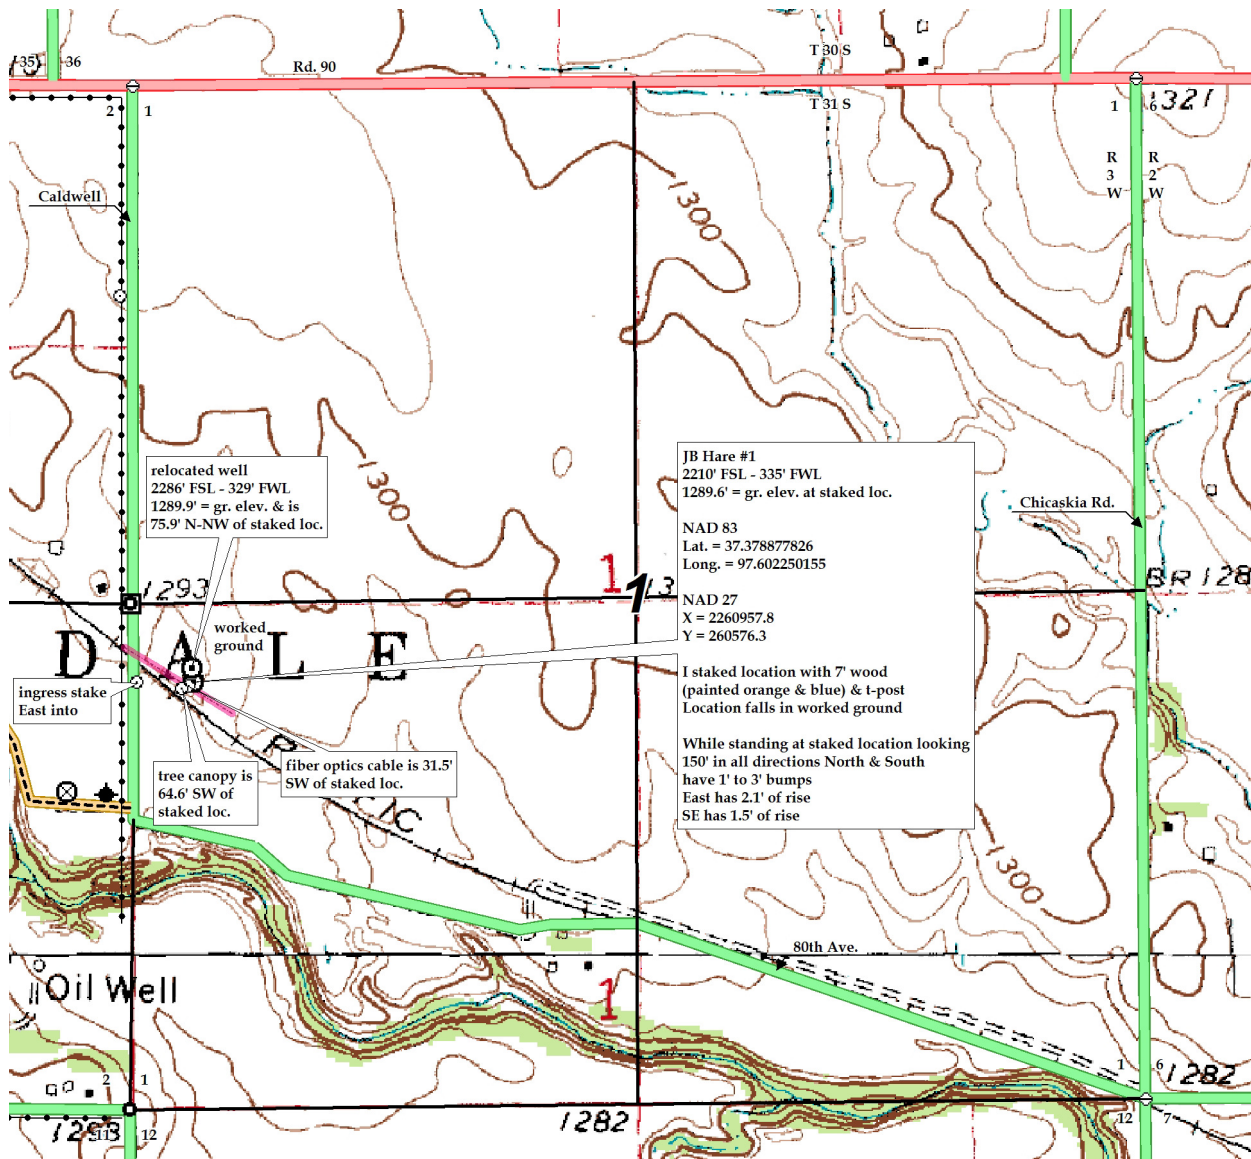 35
36
Rd. 90
T 30 S
T 31 S
2
1
1
6
1321
R
3
W
R
2
W
Caldwell
1300
1300
relocated well
2286' FSL - 329' FWL
1289.9' = gr. elev. & is
75.9' N-NW of staked loc.
JB Hare #1
2210' FSL - 335' FWL
1289.6' = gr. elev. at staked loc.
NAD 83
Lat. = 37.378877826
Long. = 97.602250155
NAD 27
X = 2260957.8
Y = 260576.3
I staked location with 7' wood
(painted orange & blue) & t-post
Location falls in worked ground
While standing at staked location looking
150' in all directions North & South
have 1' to 3' bumps
East has 2.1' of rise
SE has 1.5' of rise
Chicaskia Rd.
1293
1
1
BR 128
DALE
worked
ground
ingress stake
East into
tree canopy is
64.6' SW of
staked loc.
fiber optics cable is 31.5'
SW of staked loc.
1300
80th Ave.
Oil Well
1
2
1
1
6
1282
1293
11
12
1282
12
7